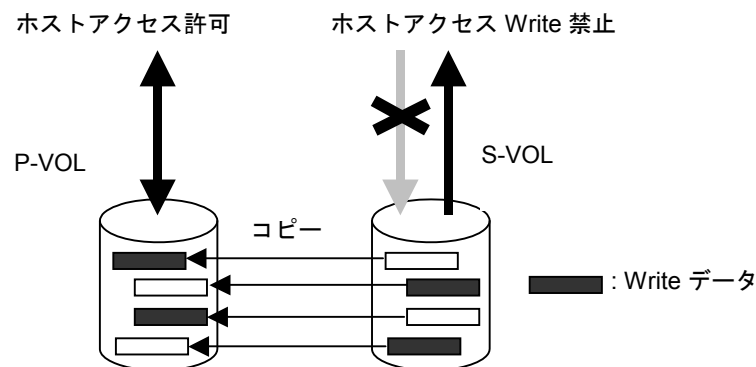 ホストアクセス許可
ホストアクセス Write 禁止
P-VOL
S-VOL
コピー
: Write データ